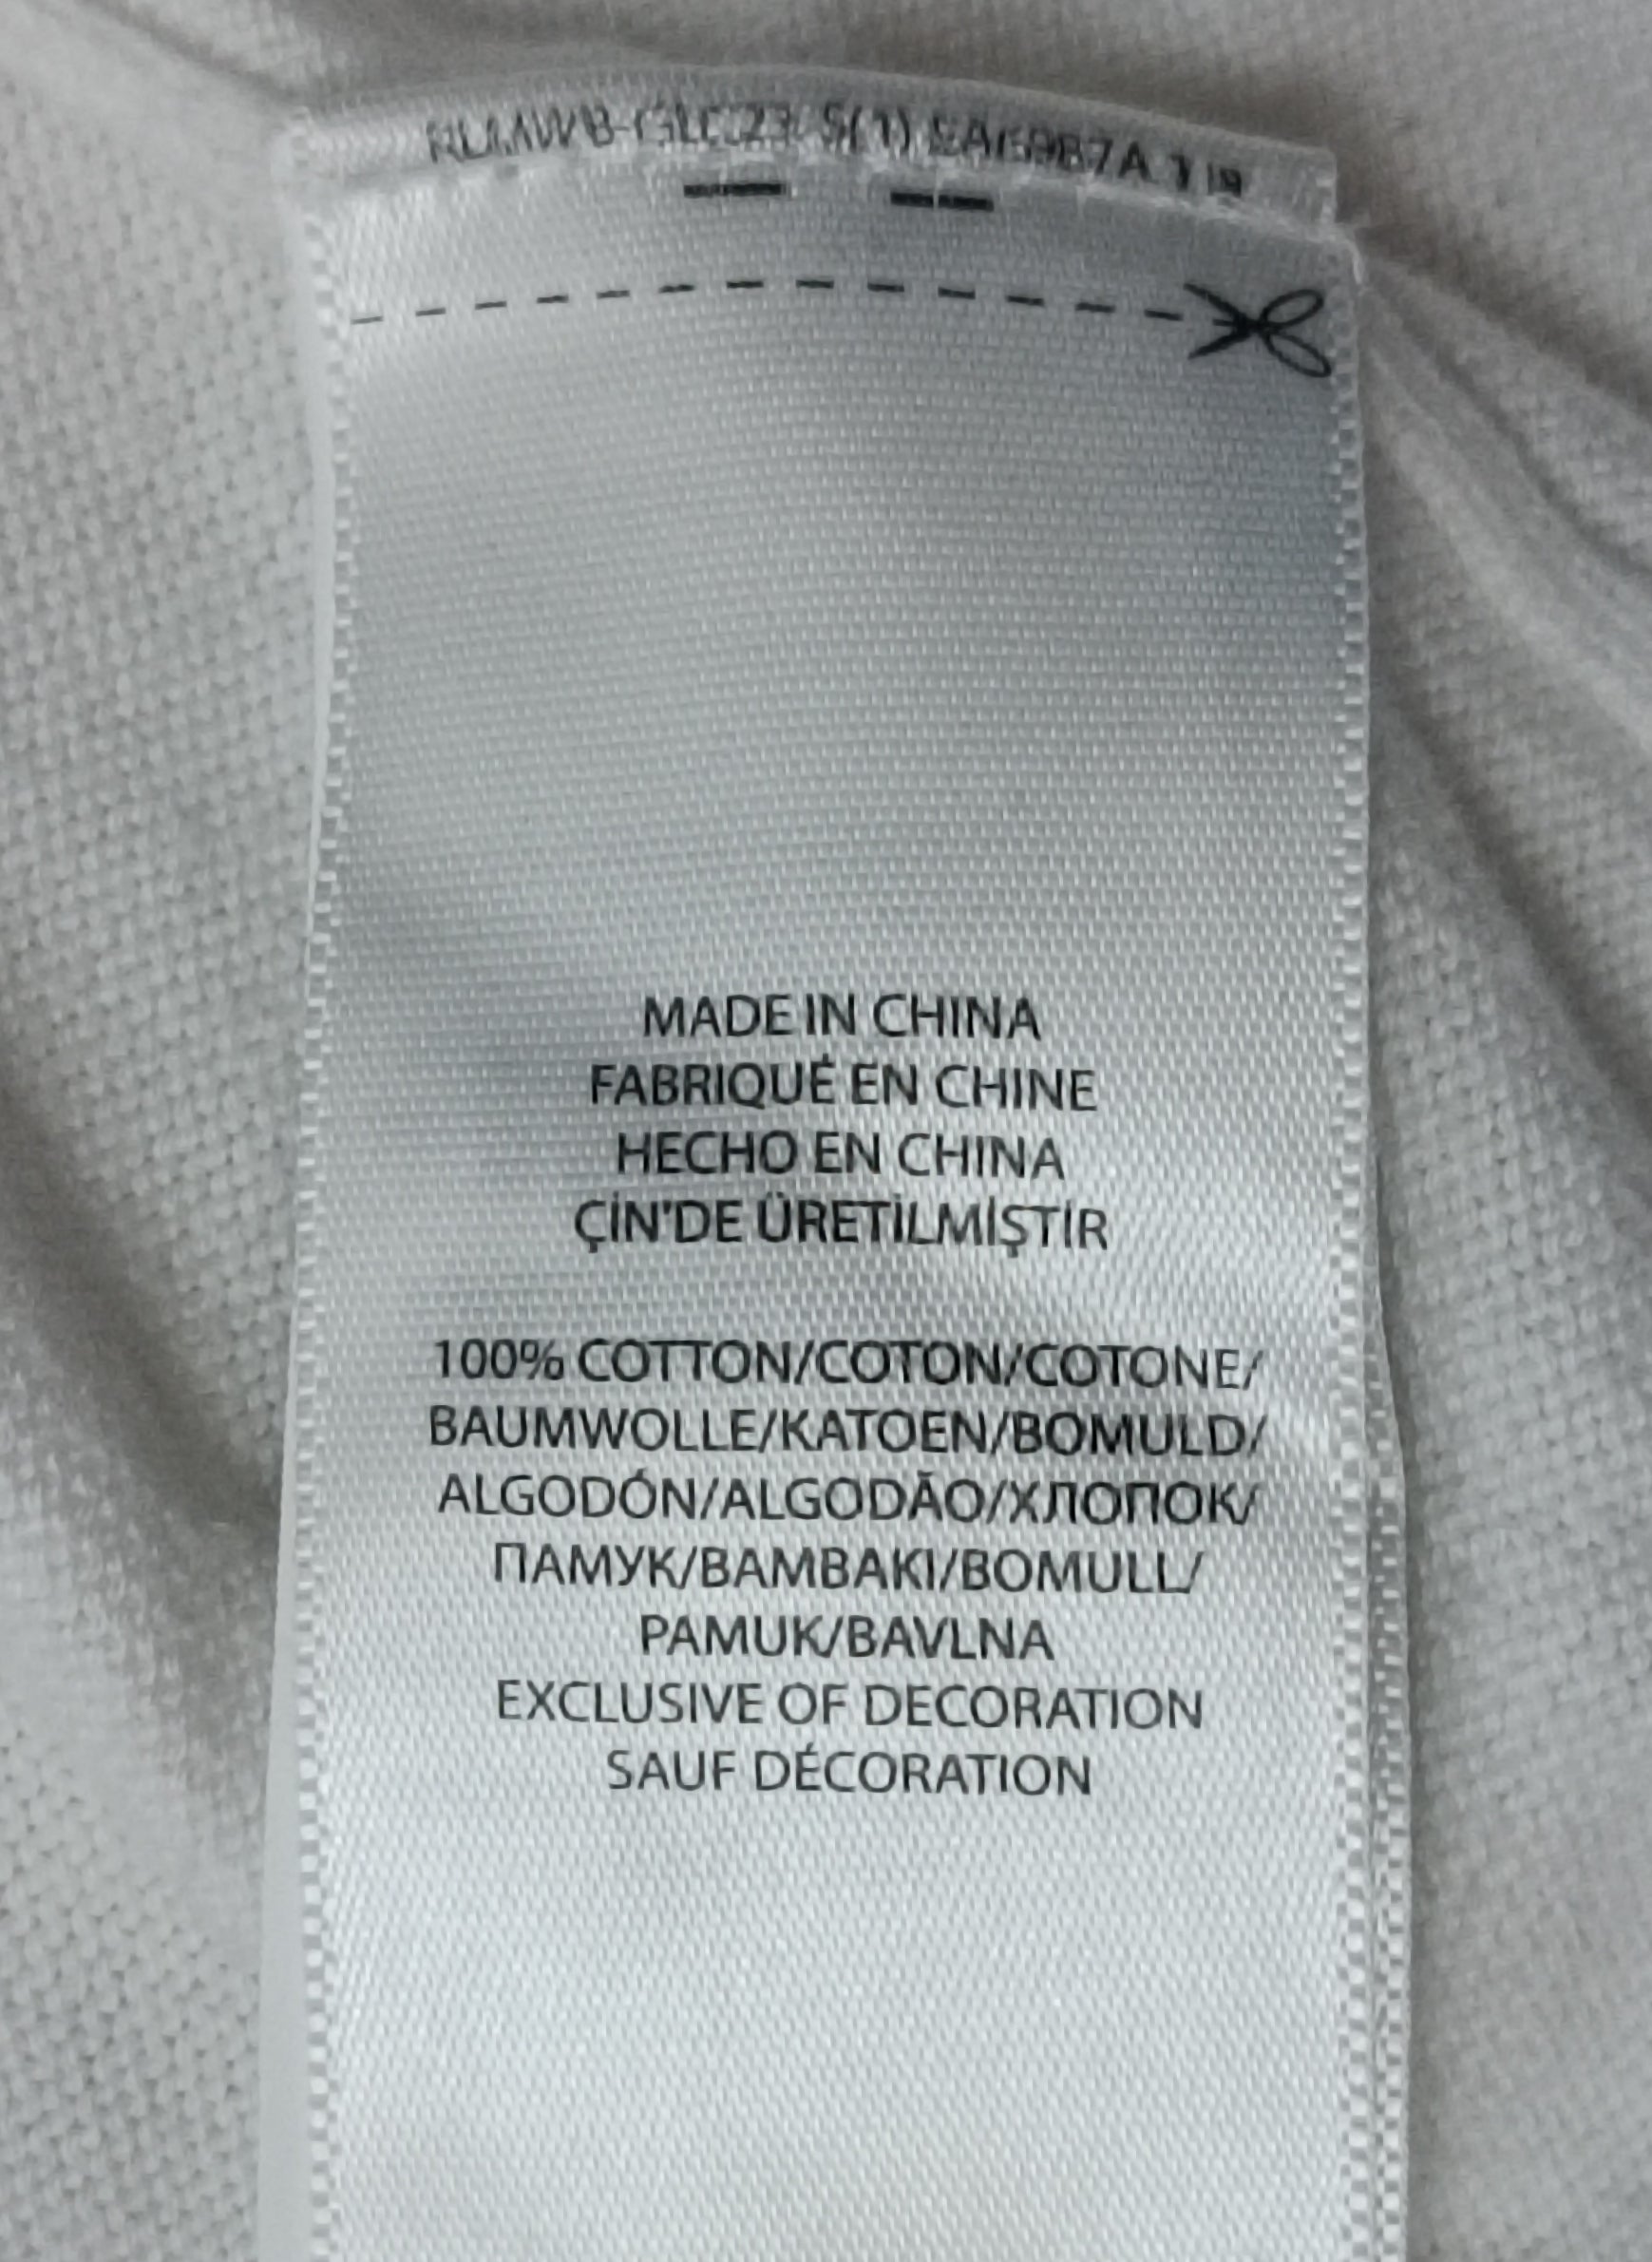 MADE IN CHINA
FABRIQUÉ EN CHINE
HECHO EN CHINA
ÇİN'DE ÜRETİLMİŞTİR
100% COTTON/COTON/COTONE/
BAUMWOLLE/KATOEN/BOMULD/
ALGODÓN/ALGODÃO/ХЛОПОК/
ПАМУК/ΒΑΜΒΑΚΙ/BOMULL/
PAMUK/BAVLNA
EXCLUSIVE OF DECORATION
SAUF DÉCORATION